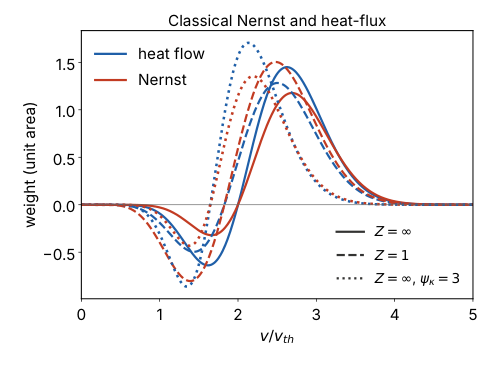 Classical Nernst and heat-flux
weight (unit area)
1.5
1.0
0.5
0.0
−0.5
heat flow
Nernst
Z = ∞
Z = 1
Z = ∞, ψκ = 3
0 1 2 3 4 5
v/vth